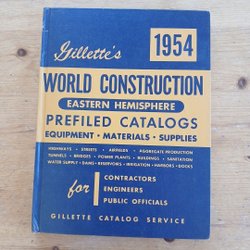 Gillette's
1954
WORLD CONSTRUCTION
EASTERN HEMISPHERE
PREFILED CATALOGS
EQUIPMENT • MATERIALS • SUPPLIES
HIGHWAYS • STREETS • AIRFIELDS • AGGREGATE PRODUCTION
TUNNELS • BRIDGES • POWER PLANTS • BUILDINGS • SANITATION
WATER SUPPLY • DAMS • RESERVOIRS • IRRIGATION • HARBORS • DOCKS
for
CONTRACTORS
ENGINEERS
PUBLIC OFFICIALS
GILLETTE CATALOG SERVICE